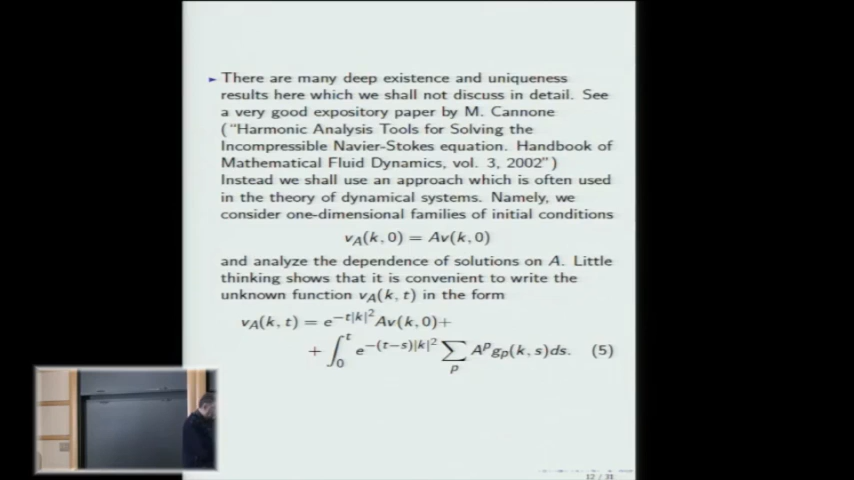 ► There are many deep existence and uniqueness
results here which we shall not discuss in detail. See
a very good expository paper by M. Cannone
("Harmonic Analysis Tools for Solving the
Incompressible Navier-Stokes equation. Handbook of
Mathematical Fluid Dynamics, vol. 3, 2002")
Instead we shall use an approach which is often used
in the theory of dynamical systems. Namely, we
consider one-dimensional families of initial conditions
v_A(k, 0) = Av(k, 0)
and analyze the dependence of solutions on A. Little
thinking shows that it is convenient to write the
unknown function v_A(k, t) in the form
v_A(k, t) = e^{-t|k|^2} Av(k, 0)+
+ ∫_0^t e^{-(t-s)|k|^2} ∑_p A^p g_p(k, s)ds. (5)
12 / 31